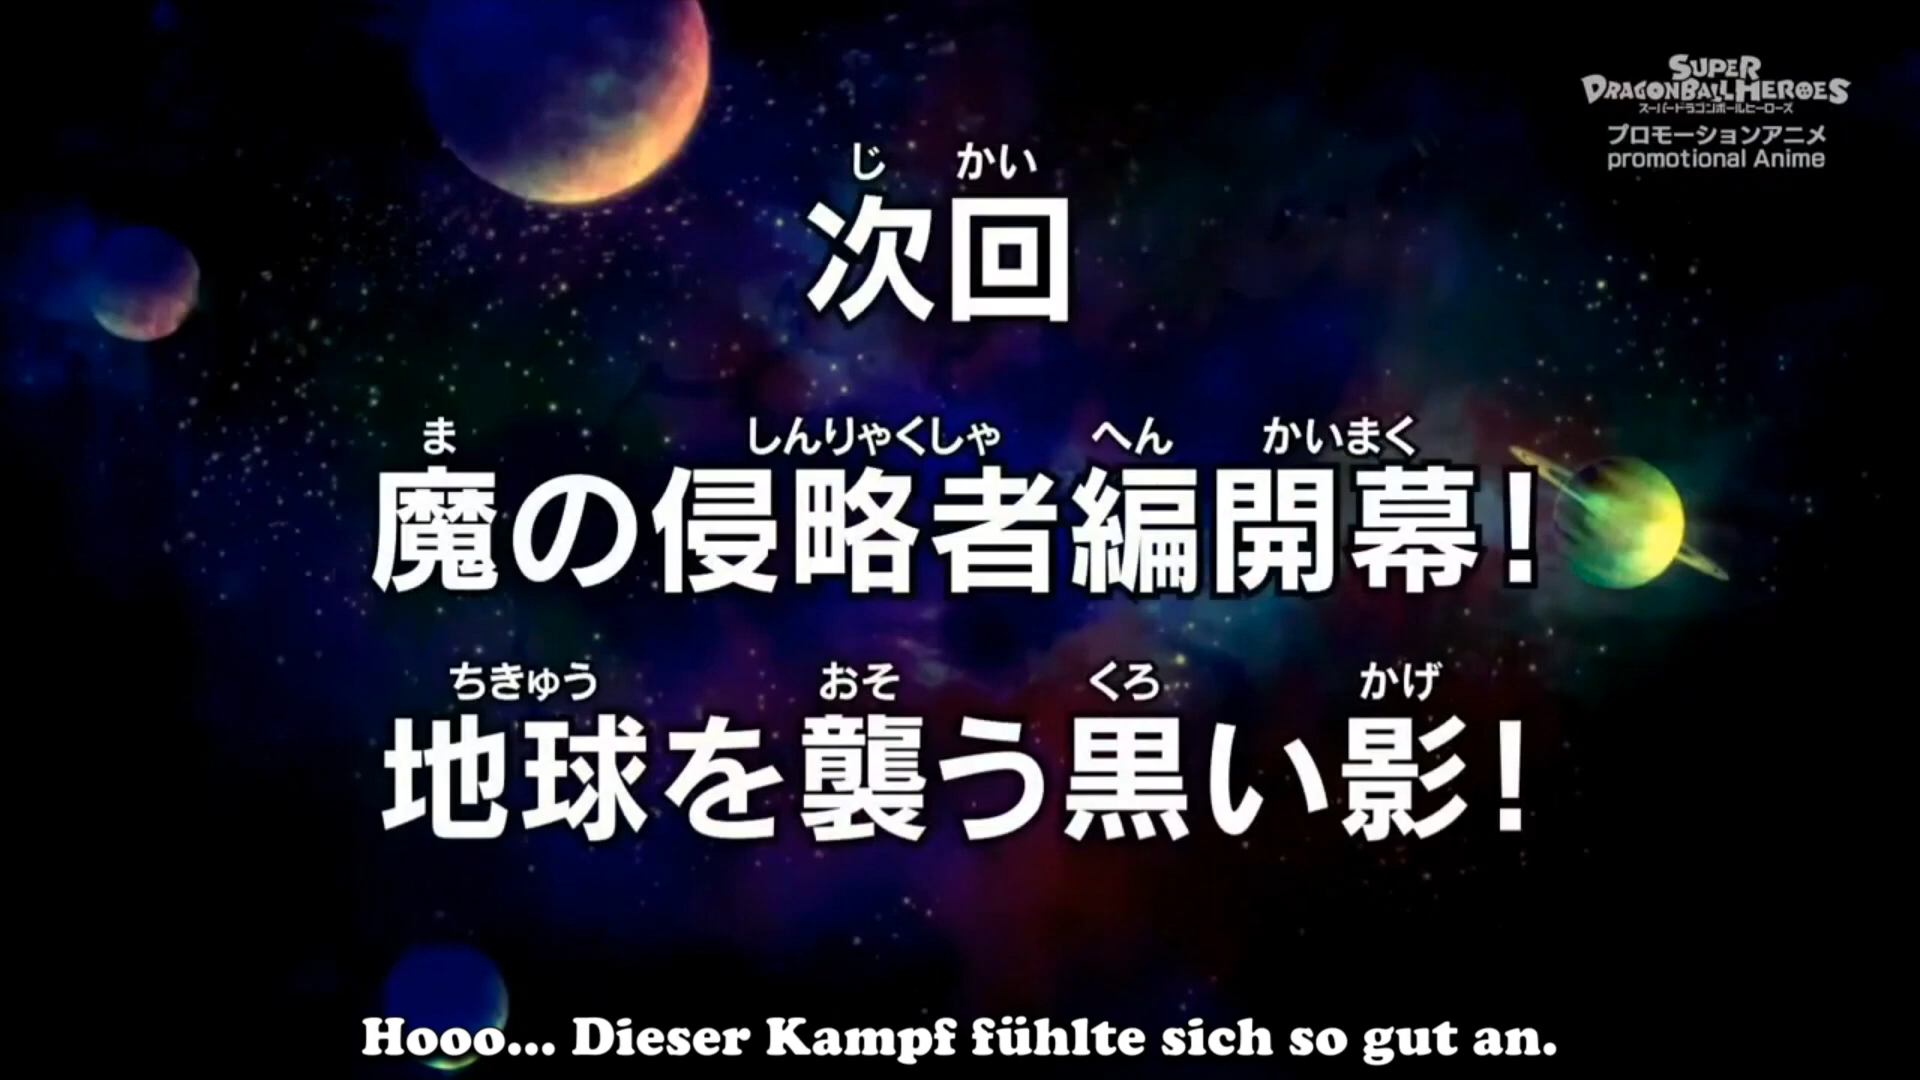 SUPER
DRAGONBALL HEROES
スーパードラゴンボールヒーローズ
プロモーションアニメ
promotional Anime
じ かい
次回
ま しんりゃくしゃ へん かいまく
魔の侵略者編開幕!
ちきゅう おそ くろ かげ
地球を襲う黒い影!
Hooo... Dieser Kampf fühlte sich so gut an.